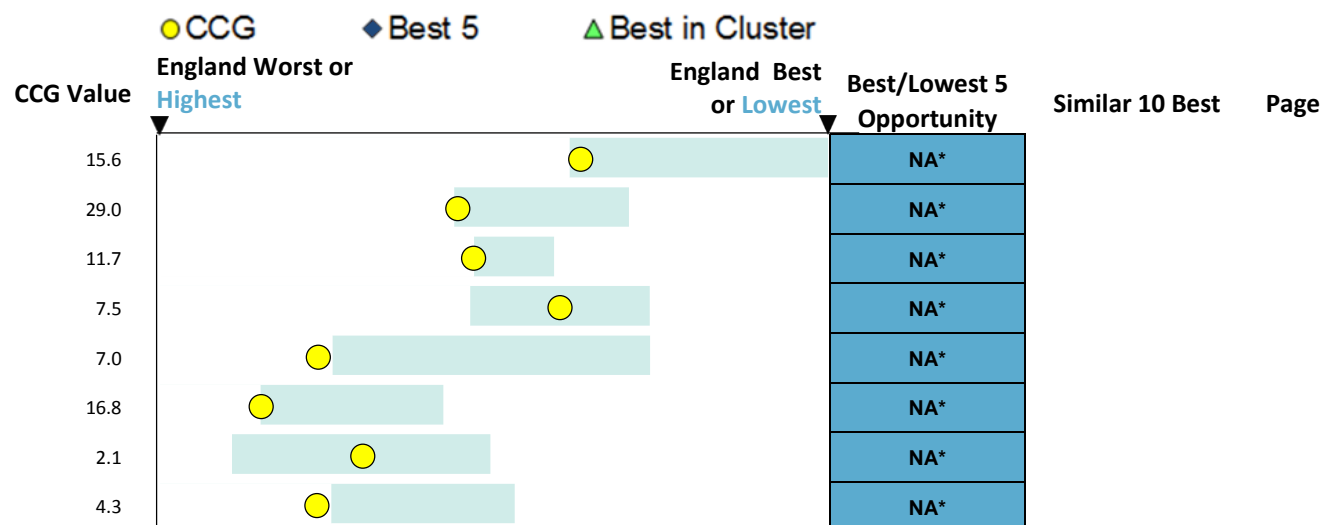 CCG Best 5 Best in Cluster
CCG Value
England Worst or
Highest
England Best
or Lowest
Best/Lowest 5
Opportunity
Similar 10 Best
Page
15.6 NA*
29.0 NA*
11.7 NA*
7.5 NA*
7.0 NA*
16.8 NA*
2.1 NA*
4.3 NA*